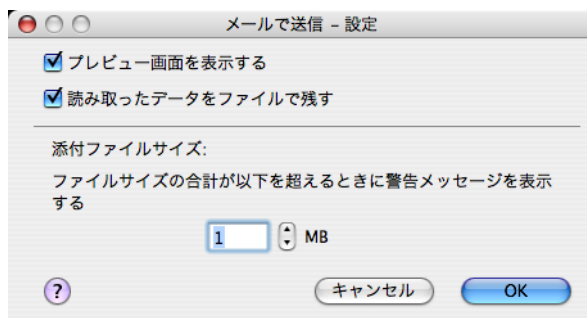 メールで送信 – 設定
プレビュー画面を表示する
読み取ったデータをファイルで残す
添付ファイルサイズ:
ファイルサイズの合計が以下を超えるときに警告メッセージを表示
する
1 MB
? キャンセル OK